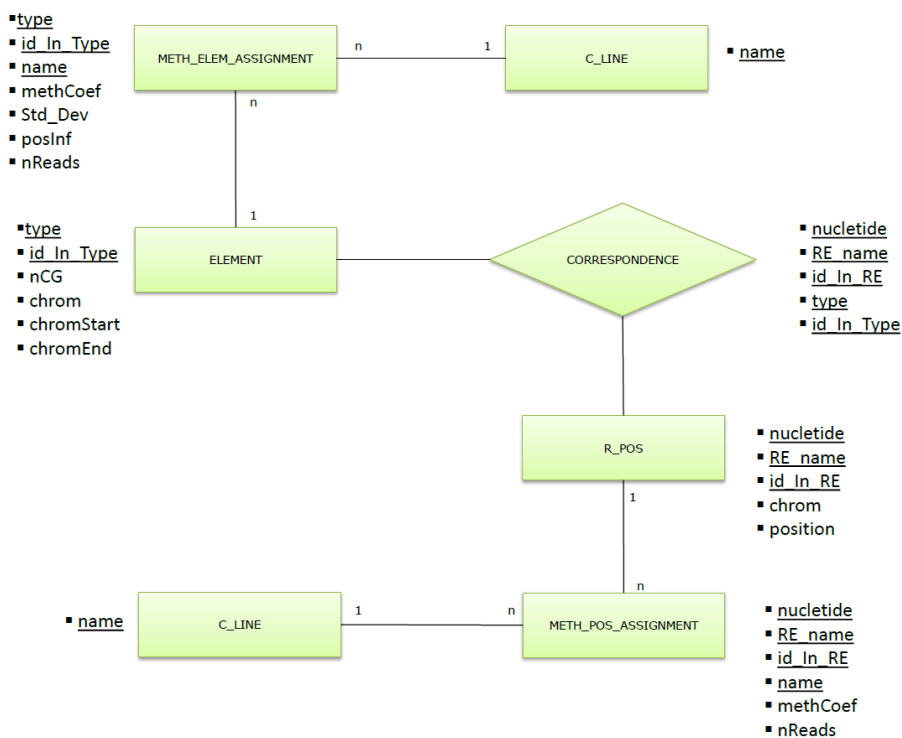 ▪type
▪ id_In_Type
▪ name
▪ methCoef
▪ Std_Dev
▪ posInf
▪ nReads
METH_ELEM_ASSIGNMENT
n
1
C_LINE
▪ name
n
1
▪type
▪ id_In_Type
▪ nCG
▪ chrom
▪ chromStart
▪ chromEnd
ELEMENT
CORRESPONDENCE
▪ nucletide
▪ RE_name
▪ id_In_RE
▪ type
▪ id_In_Type
R_POS
▪ nucletide
▪ RE_name
▪ id_In_RE
▪ chrom
▪ position
1
n
▪ name
C_LINE
1
n
METH_POS_ASSIGNMENT
▪ nucletide
▪ RE_name
▪ id_In_RE
▪ name
▪ methCoef
▪ nReads